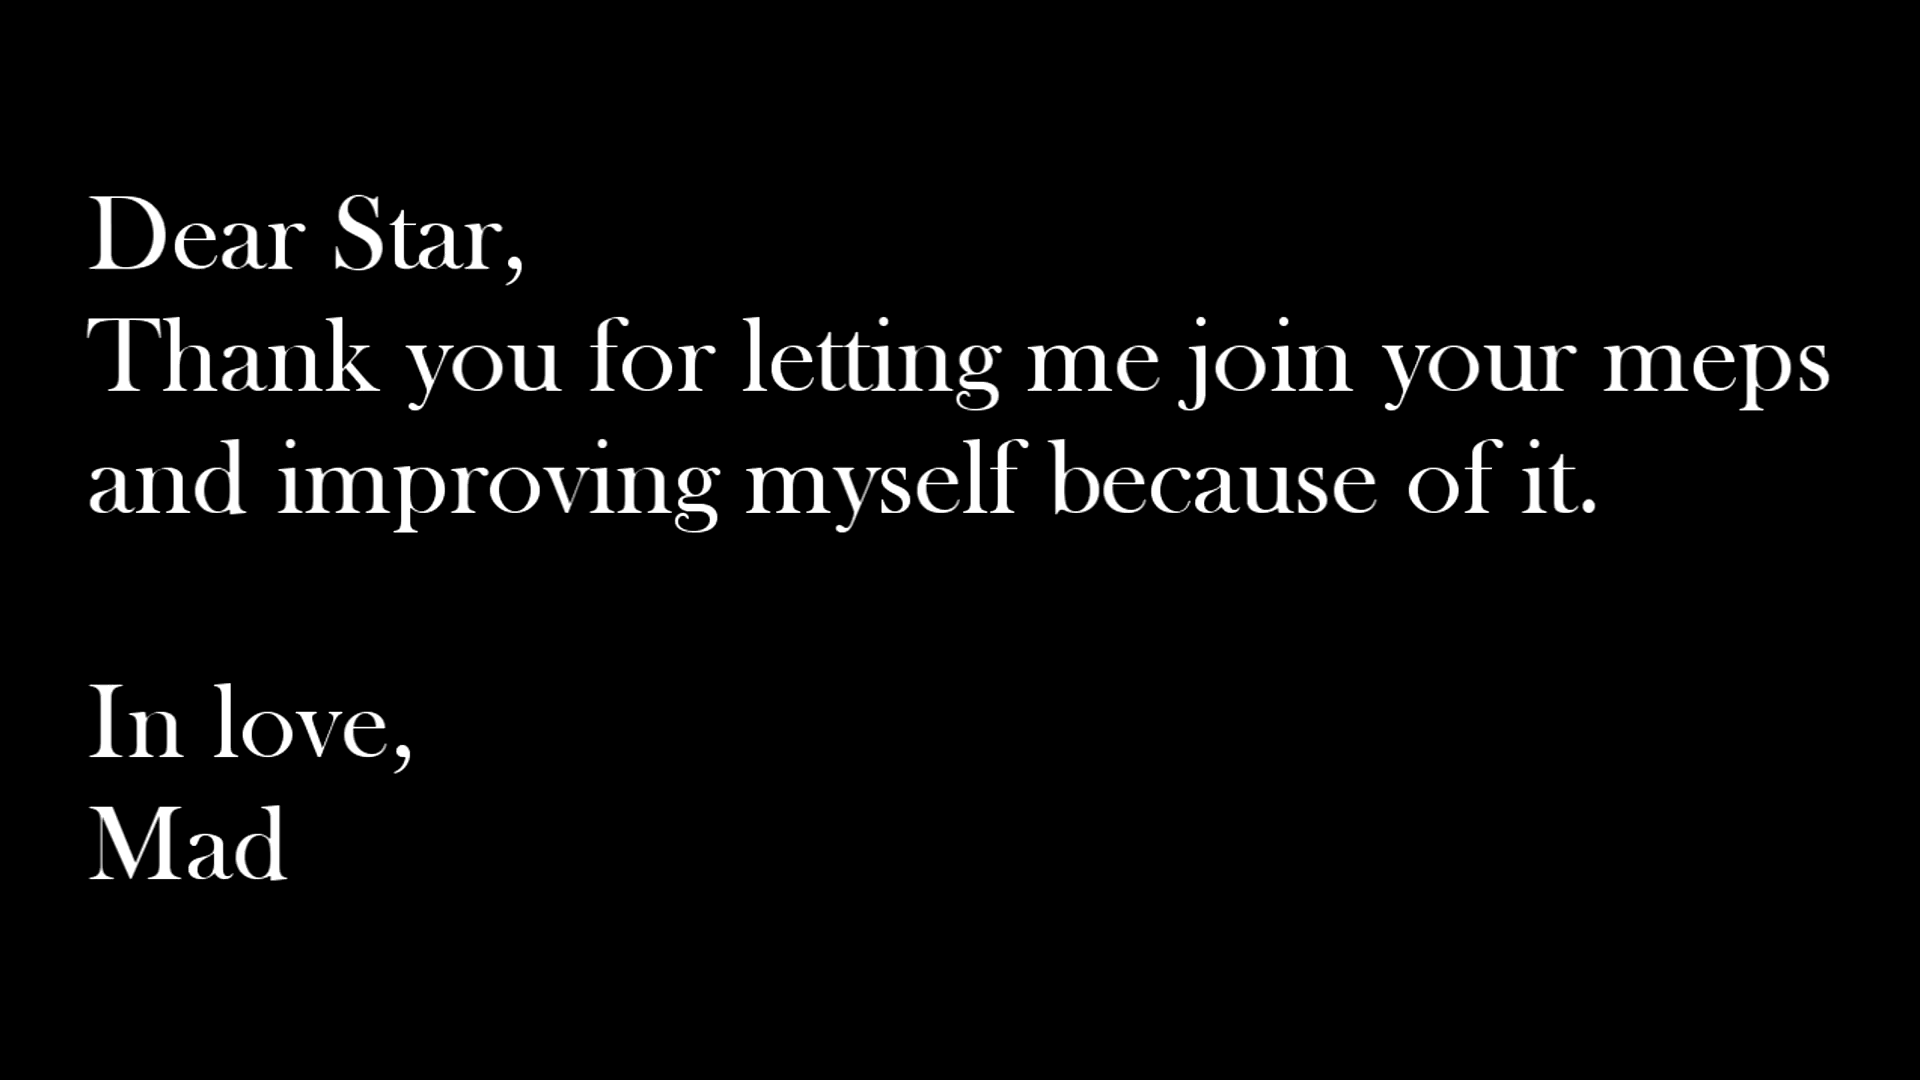 Dear Star,
Thank you for letting me join your meps
and improving myself because of it.
In love,
Mad